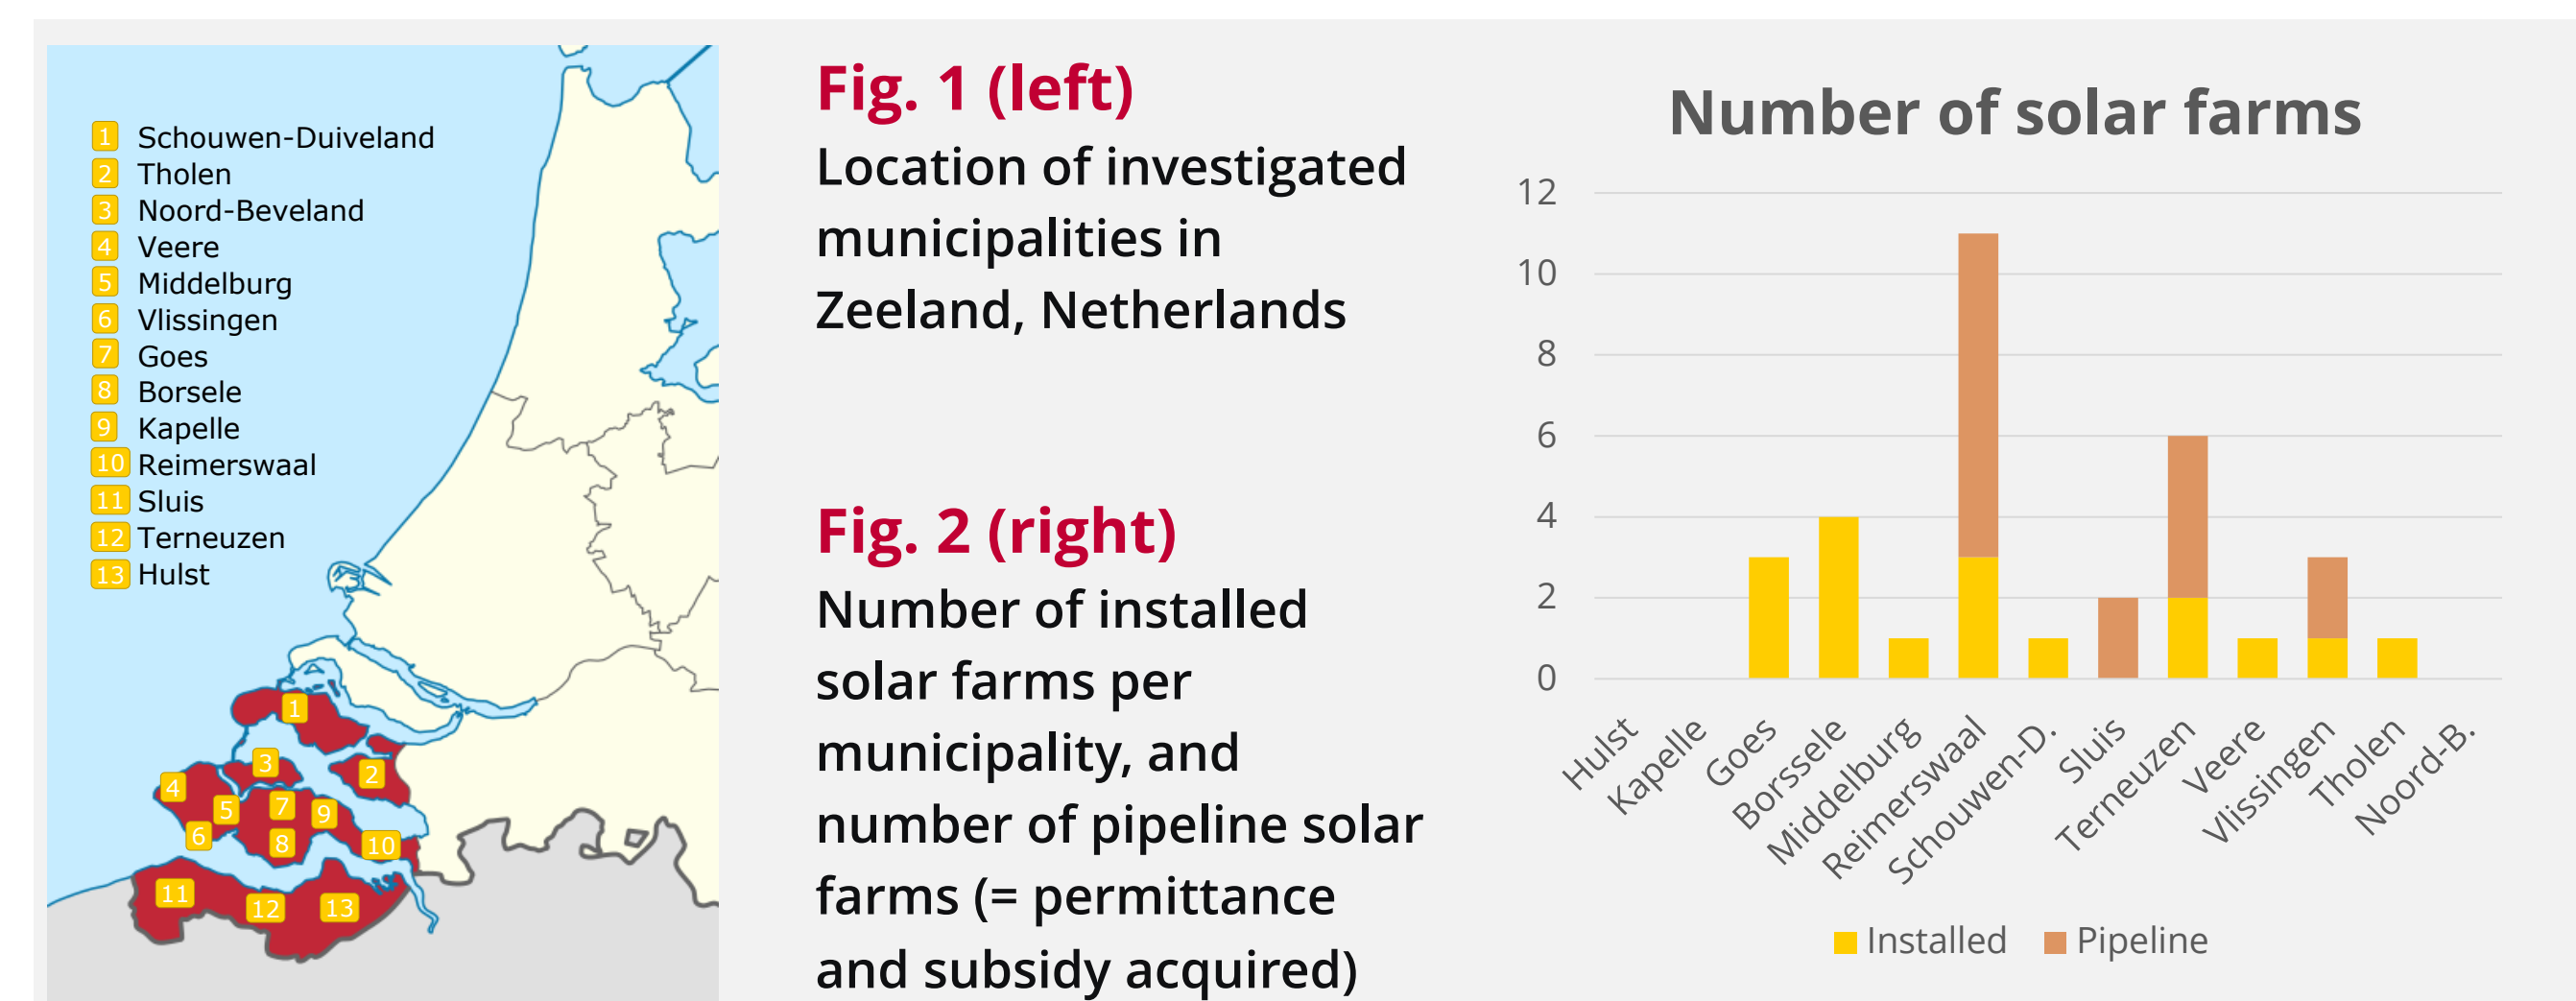 1 Schouwen-Duiveland
2 Tholen
3 Noord-Beveland
4 Veere
5 Middelburg
6 Vlissingen
7 Goes
8 Borsele
9 Kapelle
10 Reimerswaal
11 Sluis
12 Terneuzen
13 Hulst
1
2
3
4
5
6
7
8
9
10
11
12
13
Fig. 1 (left)
Location of investigated
municipalities in
Zeeland, Netherlands
Fig. 2 (right)
Number of installed
solar farms per
municipality, and
number of pipeline solar
farms (= permittance
and subsidy acquired)
Number of solar farms
12
10
8
6
4
2
0
Hulst
Kapelle
Goes
Borssele
Middelburg
Reimerswaal
Schouwen-D.
Sluis
Terneuzen
Veere
Vlissingen
Tholen
Noord-B.
Installed
Pipeline